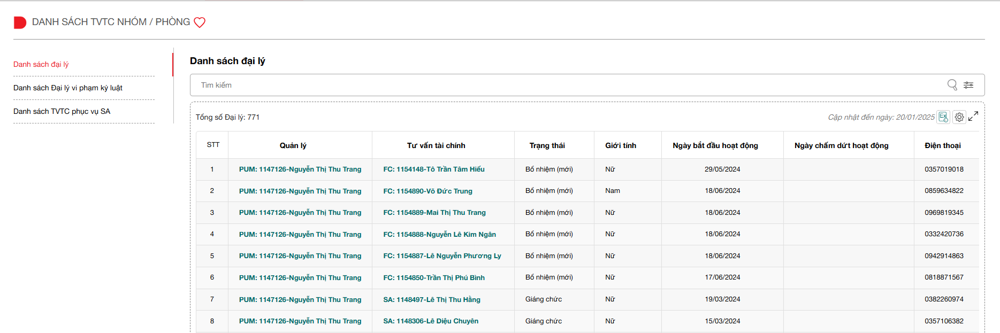 DANH SÁCH TVTC NHÓM / PHÒNG
Danh sách đại lý
Danh sách Đại lý vi phạm kỷ luật
Danh sách TVTC phục vụ SA
Danh sách đại lý
Tìm kiếm
Tổng số Đại lý: 771 Cập nhật đến ngày: 20/01/2025 Ex
STT Quản lý Tư vấn tài chính Trạng thái Giới tính Ngày bắt đầu hoạt động Ngày chấm dứt hoạt động Điện thoại
1 PUM: 1147126-Nguyễn Thị Thu Trang FC: 1154148-Tô Trần Tâm Hiếu Bổ nhiệm (mới) Nữ 29/05/2024 0357019018
2 PUM: 1147126-Nguyễn Thị Thu Trang FC: 1154890-Võ Đức Trung Bổ nhiệm (mới) Nam 18/06/2024 0859634822
3 PUM: 1147126-Nguyễn Thị Thu Trang FC: 1154889-Mai Thị Thu Trang Bổ nhiệm (mới) Nữ 18/06/2024 0969819345
4 PUM: 1147126-Nguyễn Thị Thu Trang FC: 1154888-Nguyễn Lê Kim Ngân Bổ nhiệm (mới) Nữ 18/06/2024 0332420736
5 PUM: 1147126-Nguyễn Thị Thu Trang FC: 1154887-Lê Nguyễn Phương Ly Bổ nhiệm (mới) Nữ 18/06/2024 0942914863
6 PUM: 1147126-Nguyễn Thị Thu Trang FC: 1154850-Trần Thị Phú Bình Bổ nhiệm (mới) Nữ 17/06/2024 0818871567
7 PUM: 1147126-Nguyễn Thị Thu Trang SA: 1148497-Lê Thị Thu Hằng Giáng chức Nữ 19/03/2024 0382260974
8 PUM: 1147126-Nguyễn Thị Thu Trang SA: 1148306-Lê Diệu Chuyên Giáng chức Nữ 15/03/2024 0357106382